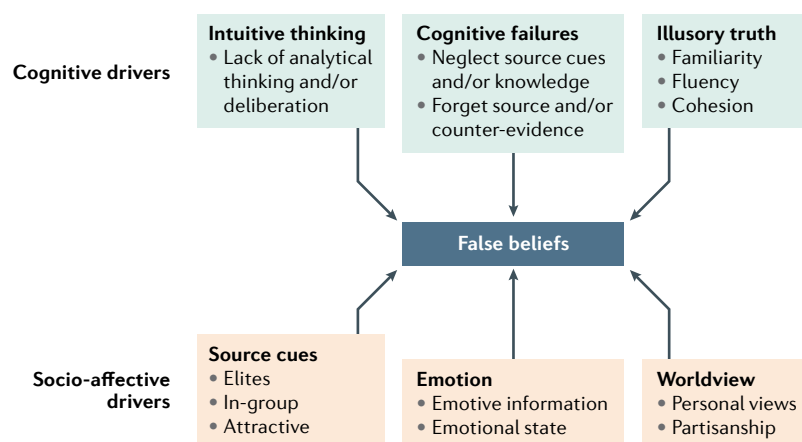 Cognitive drivers
Intuitive thinking
• Lack of analytical
thinking and/or
deliberation
Cognitive failures
• Neglect source cues
and/or knowledge
• Forget source and/or
counter-evidence
Illusory truth
• Familiarity
• Fluency
• Cohesion
False beliefs
Socio-affective
drivers
Source cues
• Elites
• In-group
• Attractive
Emotion
• Emotive information
• Emotional state
Worldview
• Personal views
• Partisanship